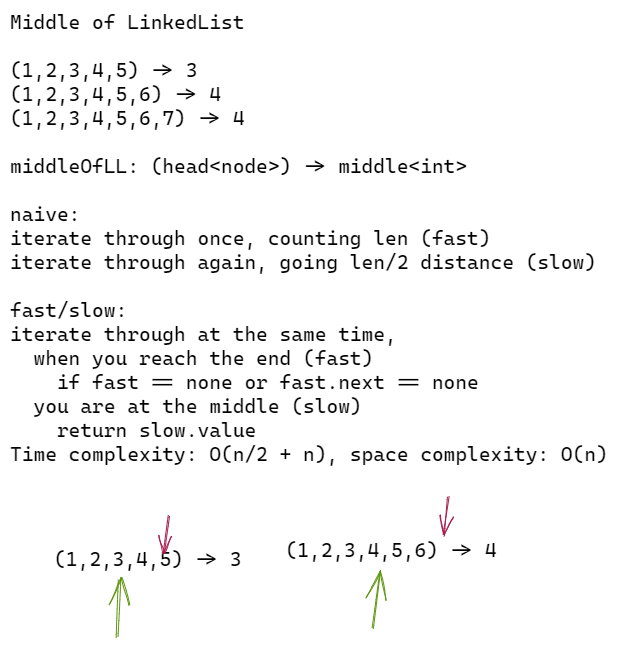 Middle of LinkedList
(1,2,3,4,5) → 3
(1,2,3,4,5,6) → 4
(1,2,3,4,5,6,7) → 4
middleOfLL: (head<node>) → middle<int>
naive:
iterate through once, counting len (fast)
iterate through again, going len/2 distance (slow)
fast/slow:
iterate through at the same time,
when you reach the end (fast)
if fast == none or fast.next == none
you are at the middle (slow)
return slow.value
Time complexity: O(n/2 + n), space complexity: O(n)
(1,2,3,4,5) → 3
(1,2,3,4,5,6) → 4